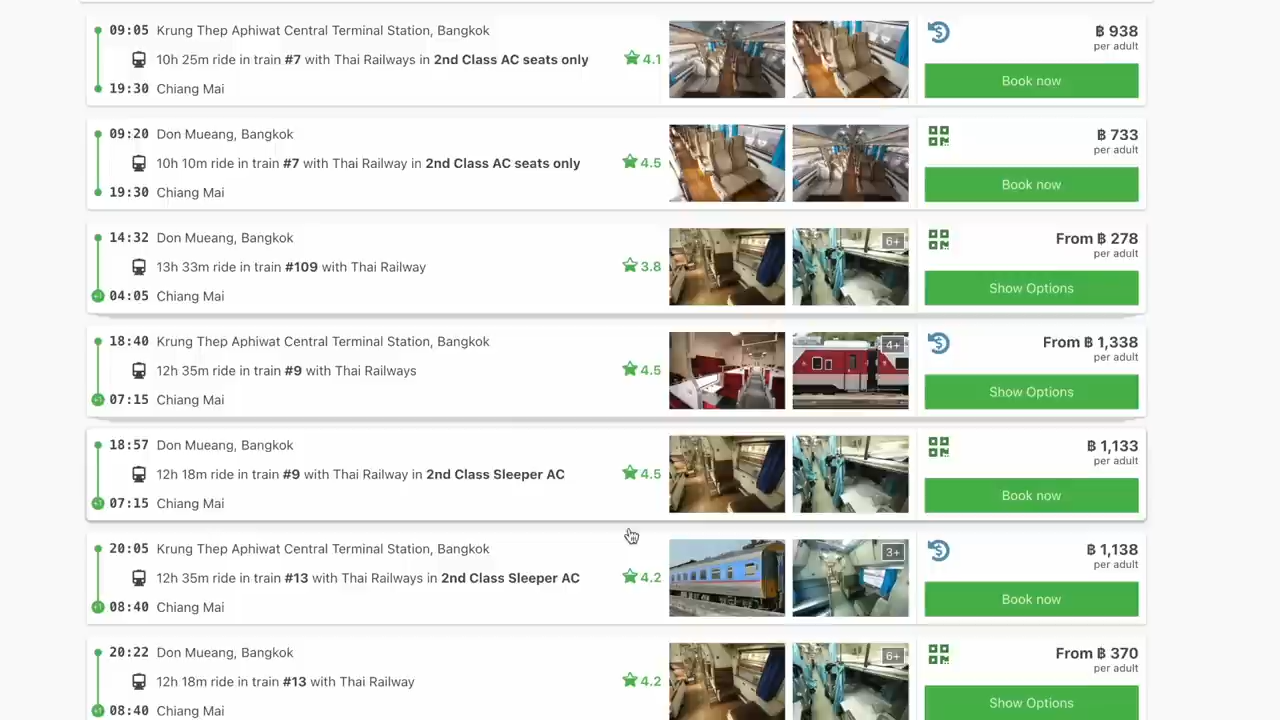 09:05 Krung Thep Aphiwat Central Terminal Station, Bangkok
10h 25m ride in train #7 with Thai Railways in 2nd Class AC seats only
4.1
19:30 Chiang Mai
฿ 938
per adult
Book now
09:20 Don Mueang, Bangkok
10h 10m ride in train #7 with Thai Railway in 2nd Class AC seats only
4.5
19:30 Chiang Mai
฿ 733
per adult
Book now
14:32 Don Mueang, Bangkok
13h 33m ride in train #109 with Thai Railway
3.8
04:05 Chiang Mai
6+
From ฿ 278
per adult
Show Options
18:40 Krung Thep Aphiwat Central Terminal Station, Bangkok
12h 35m ride in train #9 with Thai Railways
4.5
07:15 Chiang Mai
4+
From ฿ 1,338
per adult
Show Options
18:57 Don Mueang, Bangkok
12h 18m ride in train #9 with Thai Railway in 2nd Class Sleeper AC
4.5
07:15 Chiang Mai
฿ 1,133
per adult
Book now
20:05 Krung Thep Aphiwat Central Terminal Station, Bangkok
12h 35m ride in train #13 with Thai Railways in 2nd Class Sleeper AC
4.2
08:40 Chiang Mai
3+
฿ 1,138
per adult
Book now
20:22 Don Mueang, Bangkok
12h 18m ride in train #13 with Thai Railway
4.2
08:40 Chiang Mai
6+
From ฿ 370
per adult
Show Options